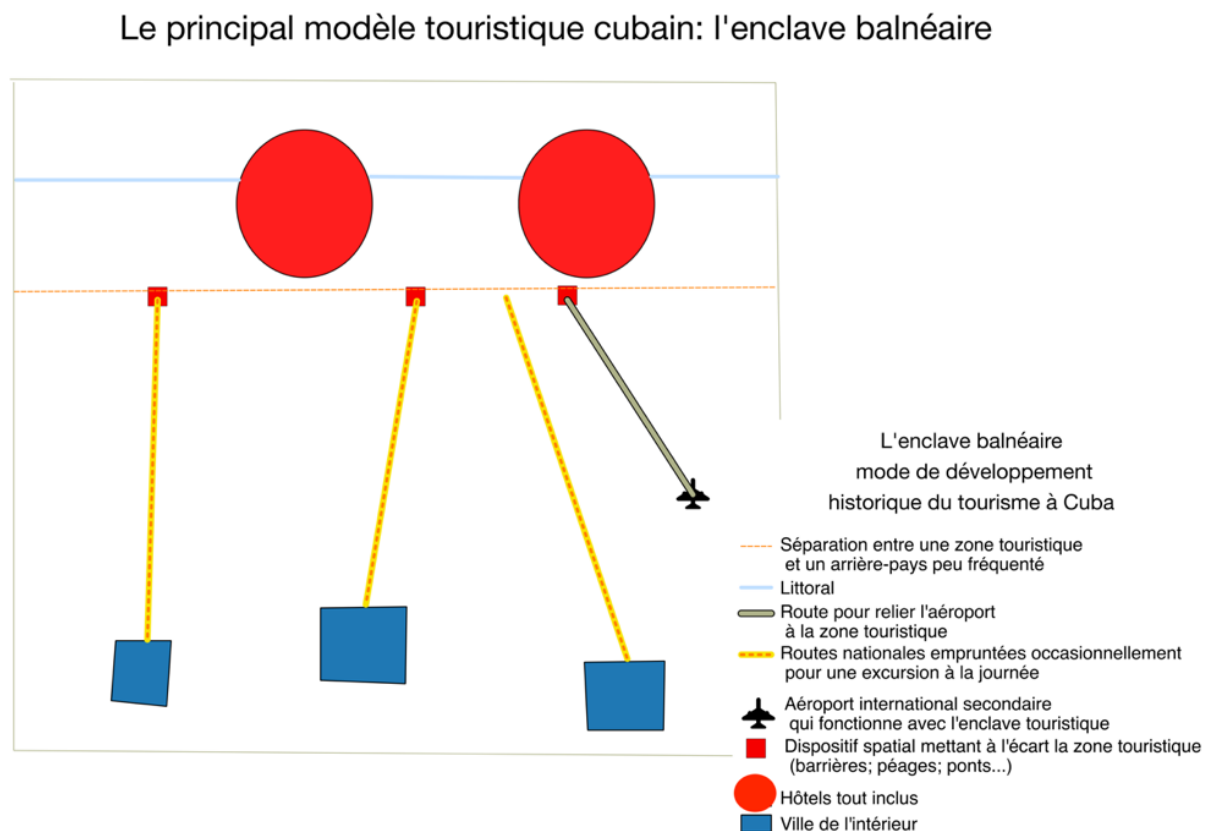 Le principal modèle touristique cubain: l'enclave balnéaire
L'enclave balnéaire
mode de développement
historique du tourisme à Cuba
Séparation entre une zone touristique
et un arrière-pays peu fréquenté
Littoral
Route pour relier l'aéroport
à la zone touristique
Routes nationales empruntées occasionnellement
pour une excursion à la journée
Aéroport international secondaire
qui fonctionne avec l'enclave touristique
Dispositif spatial mettant à l'écart la zone touristique
(barrières; péages; ponts...)
Hôtels tout inclus
Ville de l'intérieur